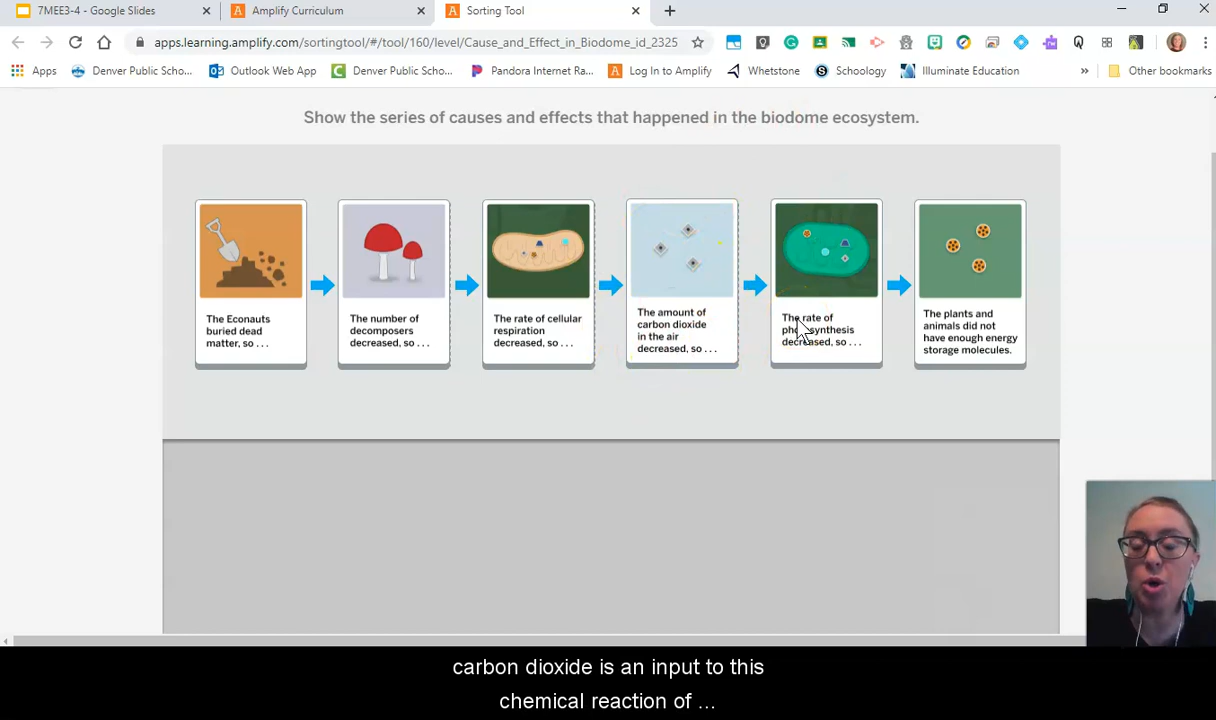 7MEE3-4 - Google Slides
Amplify Curriculum
Sorting Tool
apps.learning.amplify.com/sortingtool/#/tool/160/level/Cause_and_Effect_in_Biodome_id_2325
Apps
Denver Public Scho...
Outlook Web App
Denver Public Scho...
Pandora Internet Ra...
Log In to Amplify
Whetstone
Schoology
Illuminate Education
»
Other bookmarks
Show the series of causes and effects that happened in the biodome ecosystem.
The Econauts
buried dead
matter, so . . .
The number of
decomposers
decreased, so . . .
The rate of cellular
respiration
decreased, so . . .
The amount of
carbon dioxide
in the air
decreased, so . . .
The rate of
photosynthesis
decreased, so . . .
The plants and
animals did not
have enough energy
storage molecules.
carbon dioxide is an input to this
chemical reaction of ...